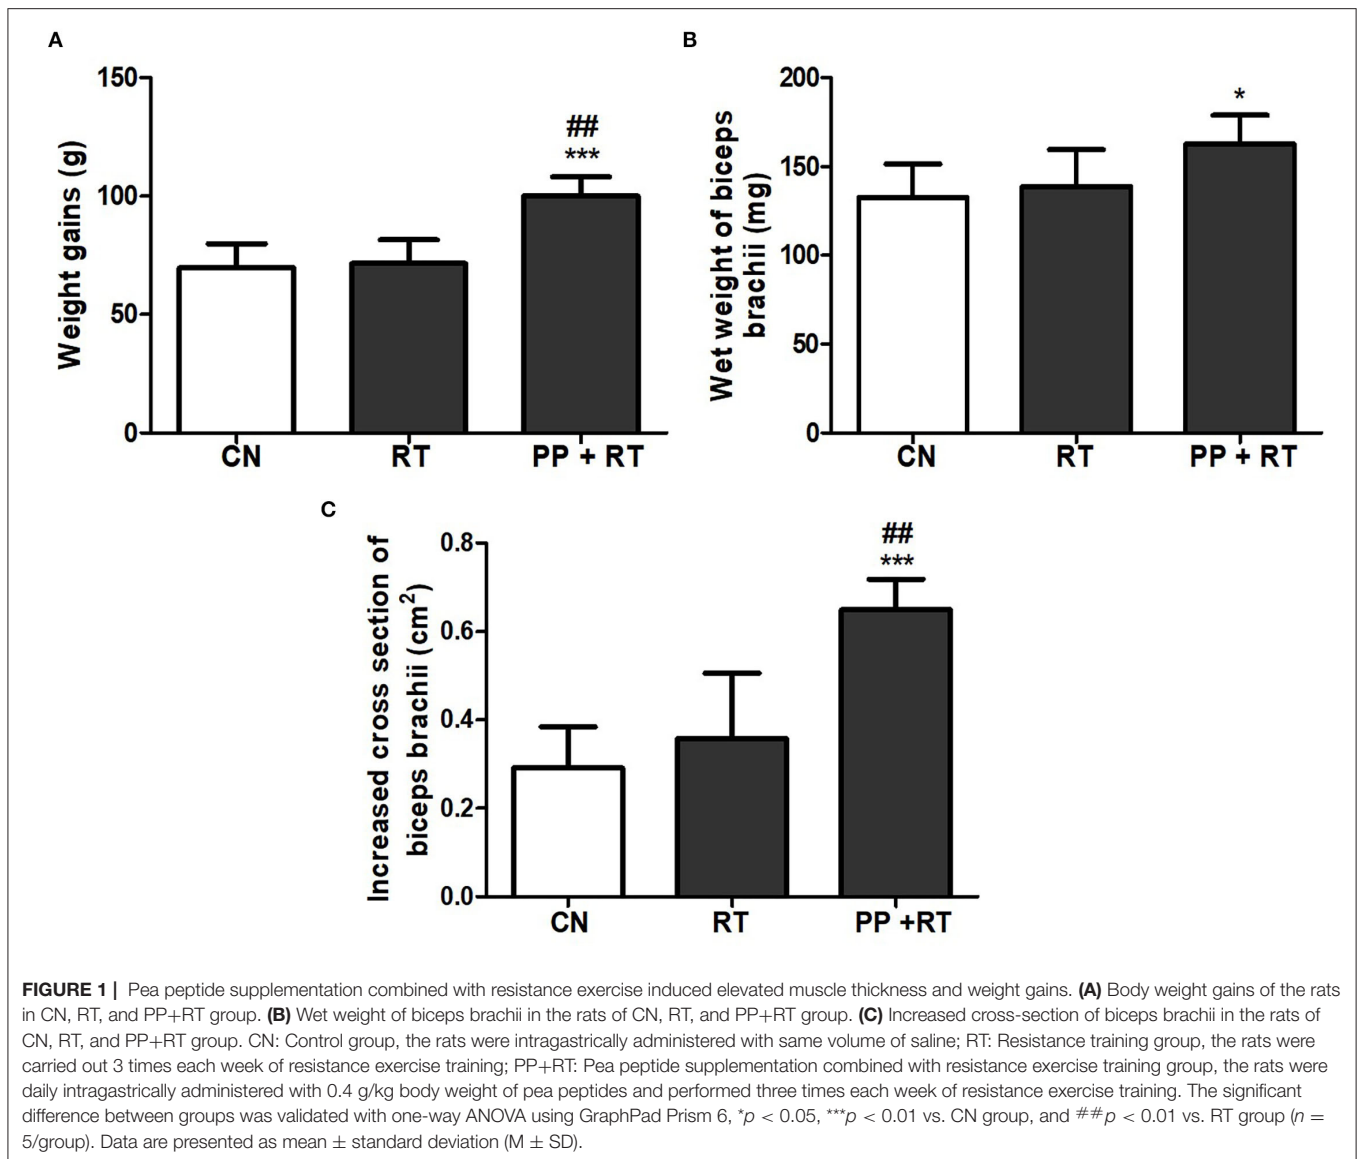 A
150
100
50
0
Weight gains (g)
##
***
CN RT PP + RT
B
200
150
100
50
0
Wet weight of biceps
brachii (mg)
*
CN RT PP + RT
C
0.8
0.6
0.4
0.2
0.0
Increased cross section of
biceps brachii (cm²)
##
***
CN RT PP +RT
FIGURE 1 | Pea peptide supplementation combined with resistance exercise induced elevated muscle thickness and weight gains. (A) Body weight gains of the rats
in CN, RT, and PP+RT group. (B) Wet weight of biceps brachii in the rats of CN, RT, and PP+RT group. (C) Increased cross-section of biceps brachii in the rats of
CN, RT, and PP+RT group. CN: Control group, the rats were intragastrically administered with same volume of saline; RT: Resistance training group, the rats were
carried out 3 times each week of resistance exercise training; PP+RT: Pea peptide supplementation combined with resistance exercise training group, the rats were
daily intragastrically administered with 0.4 g/kg body weight of pea peptides and performed three times each week of resistance exercise training. The significant
difference between groups was validated with one-way ANOVA using GraphPad Prism 6, *p < 0.05, ***p < 0.01 vs. CN group, and ##p < 0.01 vs. RT group (n =
5/group). Data are presented as mean ± standard deviation (M ± SD).